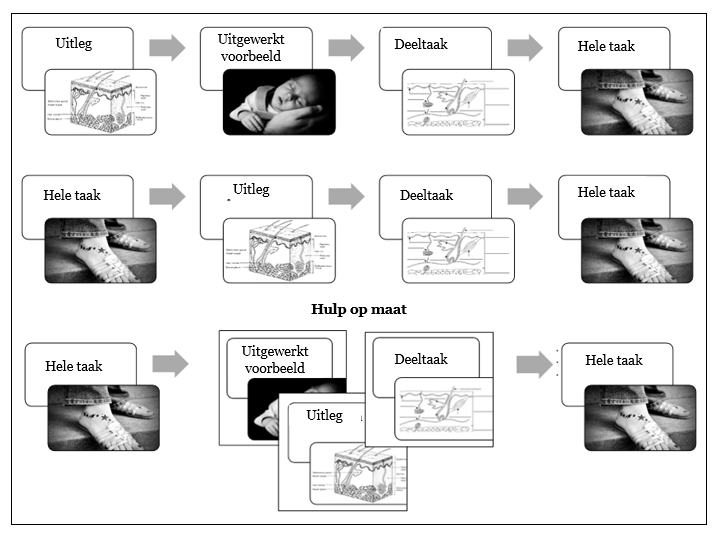 Uitleg
Uitgewerkt
voorbeeld
Deeltaak
Hele taak
Hele taak
Uitleg
Deeltaak
Hele taak
Hulp op maat
Hele taak
Uitgewerkt
voorbeeld
Deeltaak
Hele taak
Uitleg